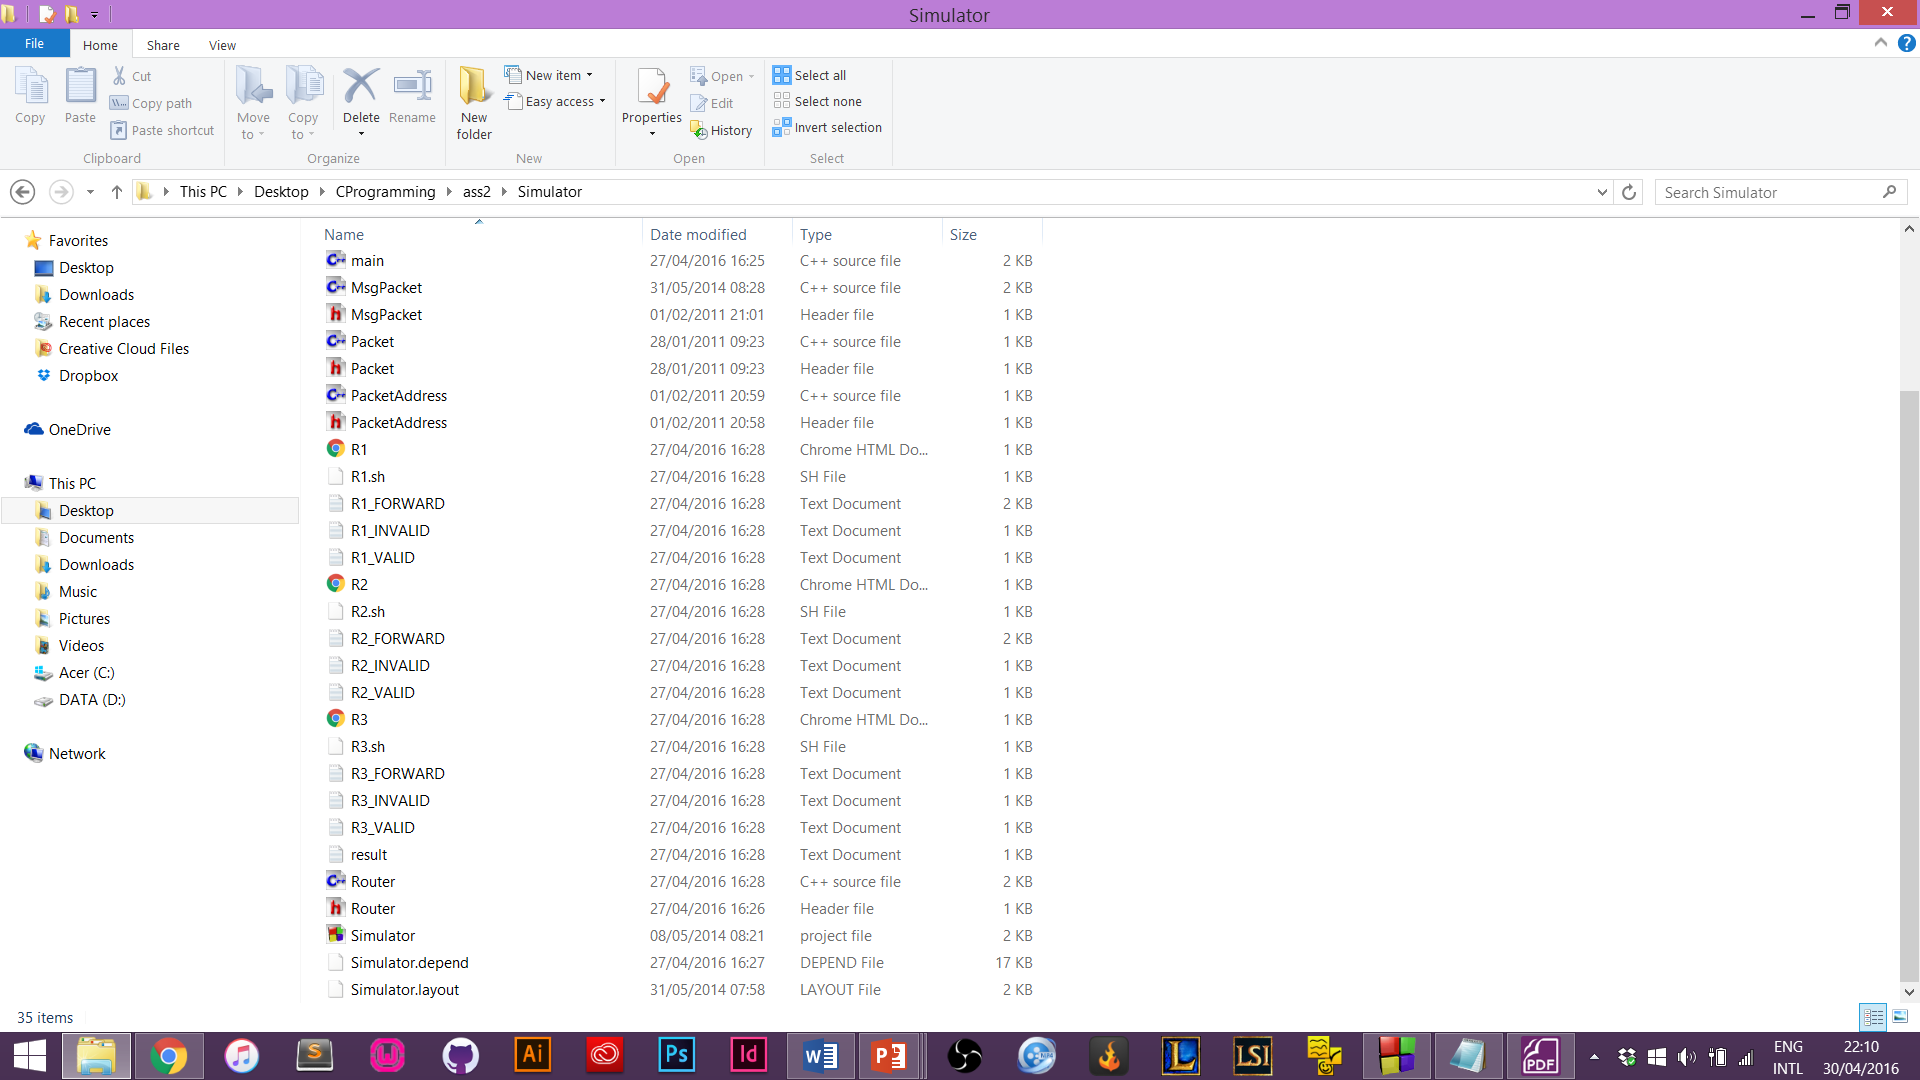 Simulator
File Home Share View
Copy Paste Cut Copy path Paste shortcut Clipboard
Move to Copy to Delete Rename Organize
New folder New item Easy access New
Properties Open Edit History Open
Select all Select none Invert selection Select
This PC Desktop CProgramming ass2 Simulator Search Simulator
Favorites
Desktop
Downloads
Recent places
Creative Cloud Files
Dropbox
OneDrive
This PC
Desktop
Documents
Downloads
Music
Pictures
Videos
Acer (C:)
DATA (D:)
Network
Name Date modified Type Size
main 27/04/2016 16:25 C++ source file 2 KB
MsgPacket 31/05/2014 08:28 C++ source file 2 KB
MsgPacket 01/02/2011 21:01 Header file 1 KB
Packet 28/01/2011 09:23 C++ source file 1 KB
Packet 28/01/2011 09:23 Header file 1 KB
PacketAddress 01/02/2011 20:59 C++ source file 1 KB
PacketAddress 01/02/2011 20:58 Header file 1 KB
R1 27/04/2016 16:28 Chrome HTML Do... 1 KB
R1.sh 27/04/2016 16:28 SH File 1 KB
R1_FORWARD 27/04/2016 16:28 Text Document 2 KB
R1_INVALID 27/04/2016 16:28 Text Document 1 KB
R1_VALID 27/04/2016 16:28 Text Document 1 KB
R2 27/04/2016 16:28 Chrome HTML Do... 1 KB
R2.sh 27/04/2016 16:28 SH File 1 KB
R2_FORWARD 27/04/2016 16:28 Text Document 2 KB
R2_INVALID 27/04/2016 16:28 Text Document 1 KB
R2_VALID 27/04/2016 16:28 Text Document 1 KB
R3 27/04/2016 16:28 Chrome HTML Do... 1 KB
R3.sh 27/04/2016 16:28 SH File 1 KB
R3_FORWARD 27/04/2016 16:28 Text Document 1 KB
R3_INVALID 27/04/2016 16:28 Text Document 1 KB
R3_VALID 27/04/2016 16:28 Text Document 1 KB
result 27/04/2016 16:28 Text Document 1 KB
Router 27/04/2016 16:28 C++ source file 2 KB
Router 27/04/2016 16:26 Header file 1 KB
Simulator 08/05/2014 08:21 project file 2 KB
Simulator.depend 27/04/2016 16:27 DEPEND File 17 KB
Simulator.layout 31/05/2014 07:58 LAYOUT File 2 KB
35 items
Ai Ps Id LSI PDF
ENG 22:10
INTL 30/04/2016